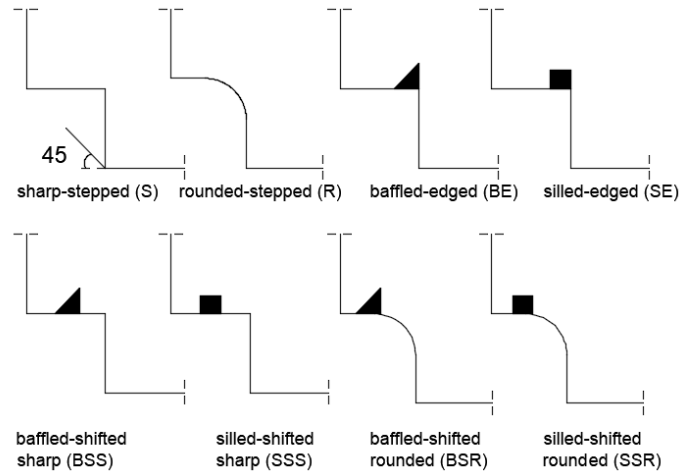 45
sharp-stepped (S)
rounded-stepped (R)
baffled-edged (BE)
silled-edged (SE)
baffled-shifted
sharp (BSS)
silled-shifted
sharp (SSS)
baffled-shifted
rounded (BSR)
silled-shifted
rounded (SSR)